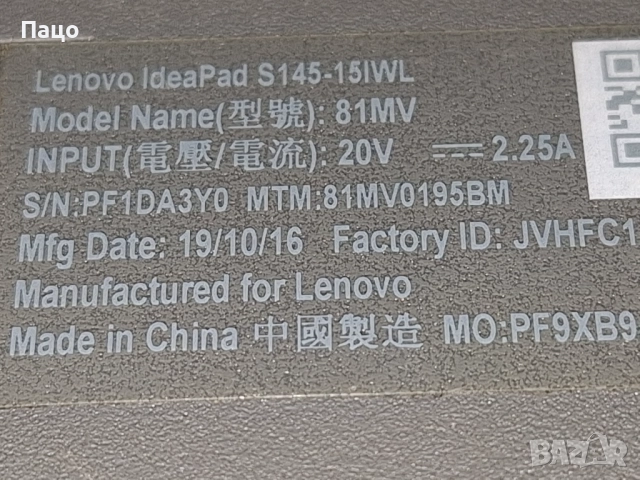 Пацо
Lenovo IdeaPad S145-15IWL
Model Name(型號): 81MV
INPUT(電壓/電流): 20V ⎓ 2.25A
S/N:PF1DA3Y0 MTM:81MV0195BM
Mfg Date: 19/10/16 Factory ID: JVHFC1
Manufactured for Lenovo
Made in China 中國製造 MO:PF9XB9
BAZAR